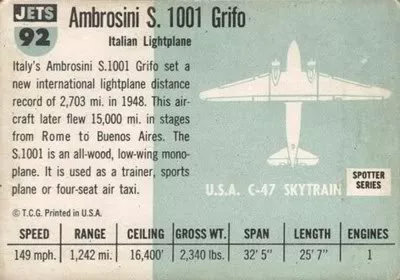 JETS
92
Ambrosini S. 1001 Grifo
Italian Lightplane
Italy's Ambrosini S.1001 Grifo set a
new international lightplane distance
record of 2,703 mi. in 1948. This air-
craft later flew 15,000 mi. in stages
from Rome to Buenos Aires. The
S.1001 is an all-wood, low-wing mono-
plane. It is used as a trainer, sports
plane or four-seat air taxi.
© T.C.G. Printed in U.S.A.
U.S.A. C-47 SKYTRAIN
SPOTTER
SERIES
SPEED RANGE CEILING GROSS WT. SPAN LENGTH ENGINES
149 mph. 1,242 mi. 16,400' 2,340 lbs. 32' 5" 25' 7" 1